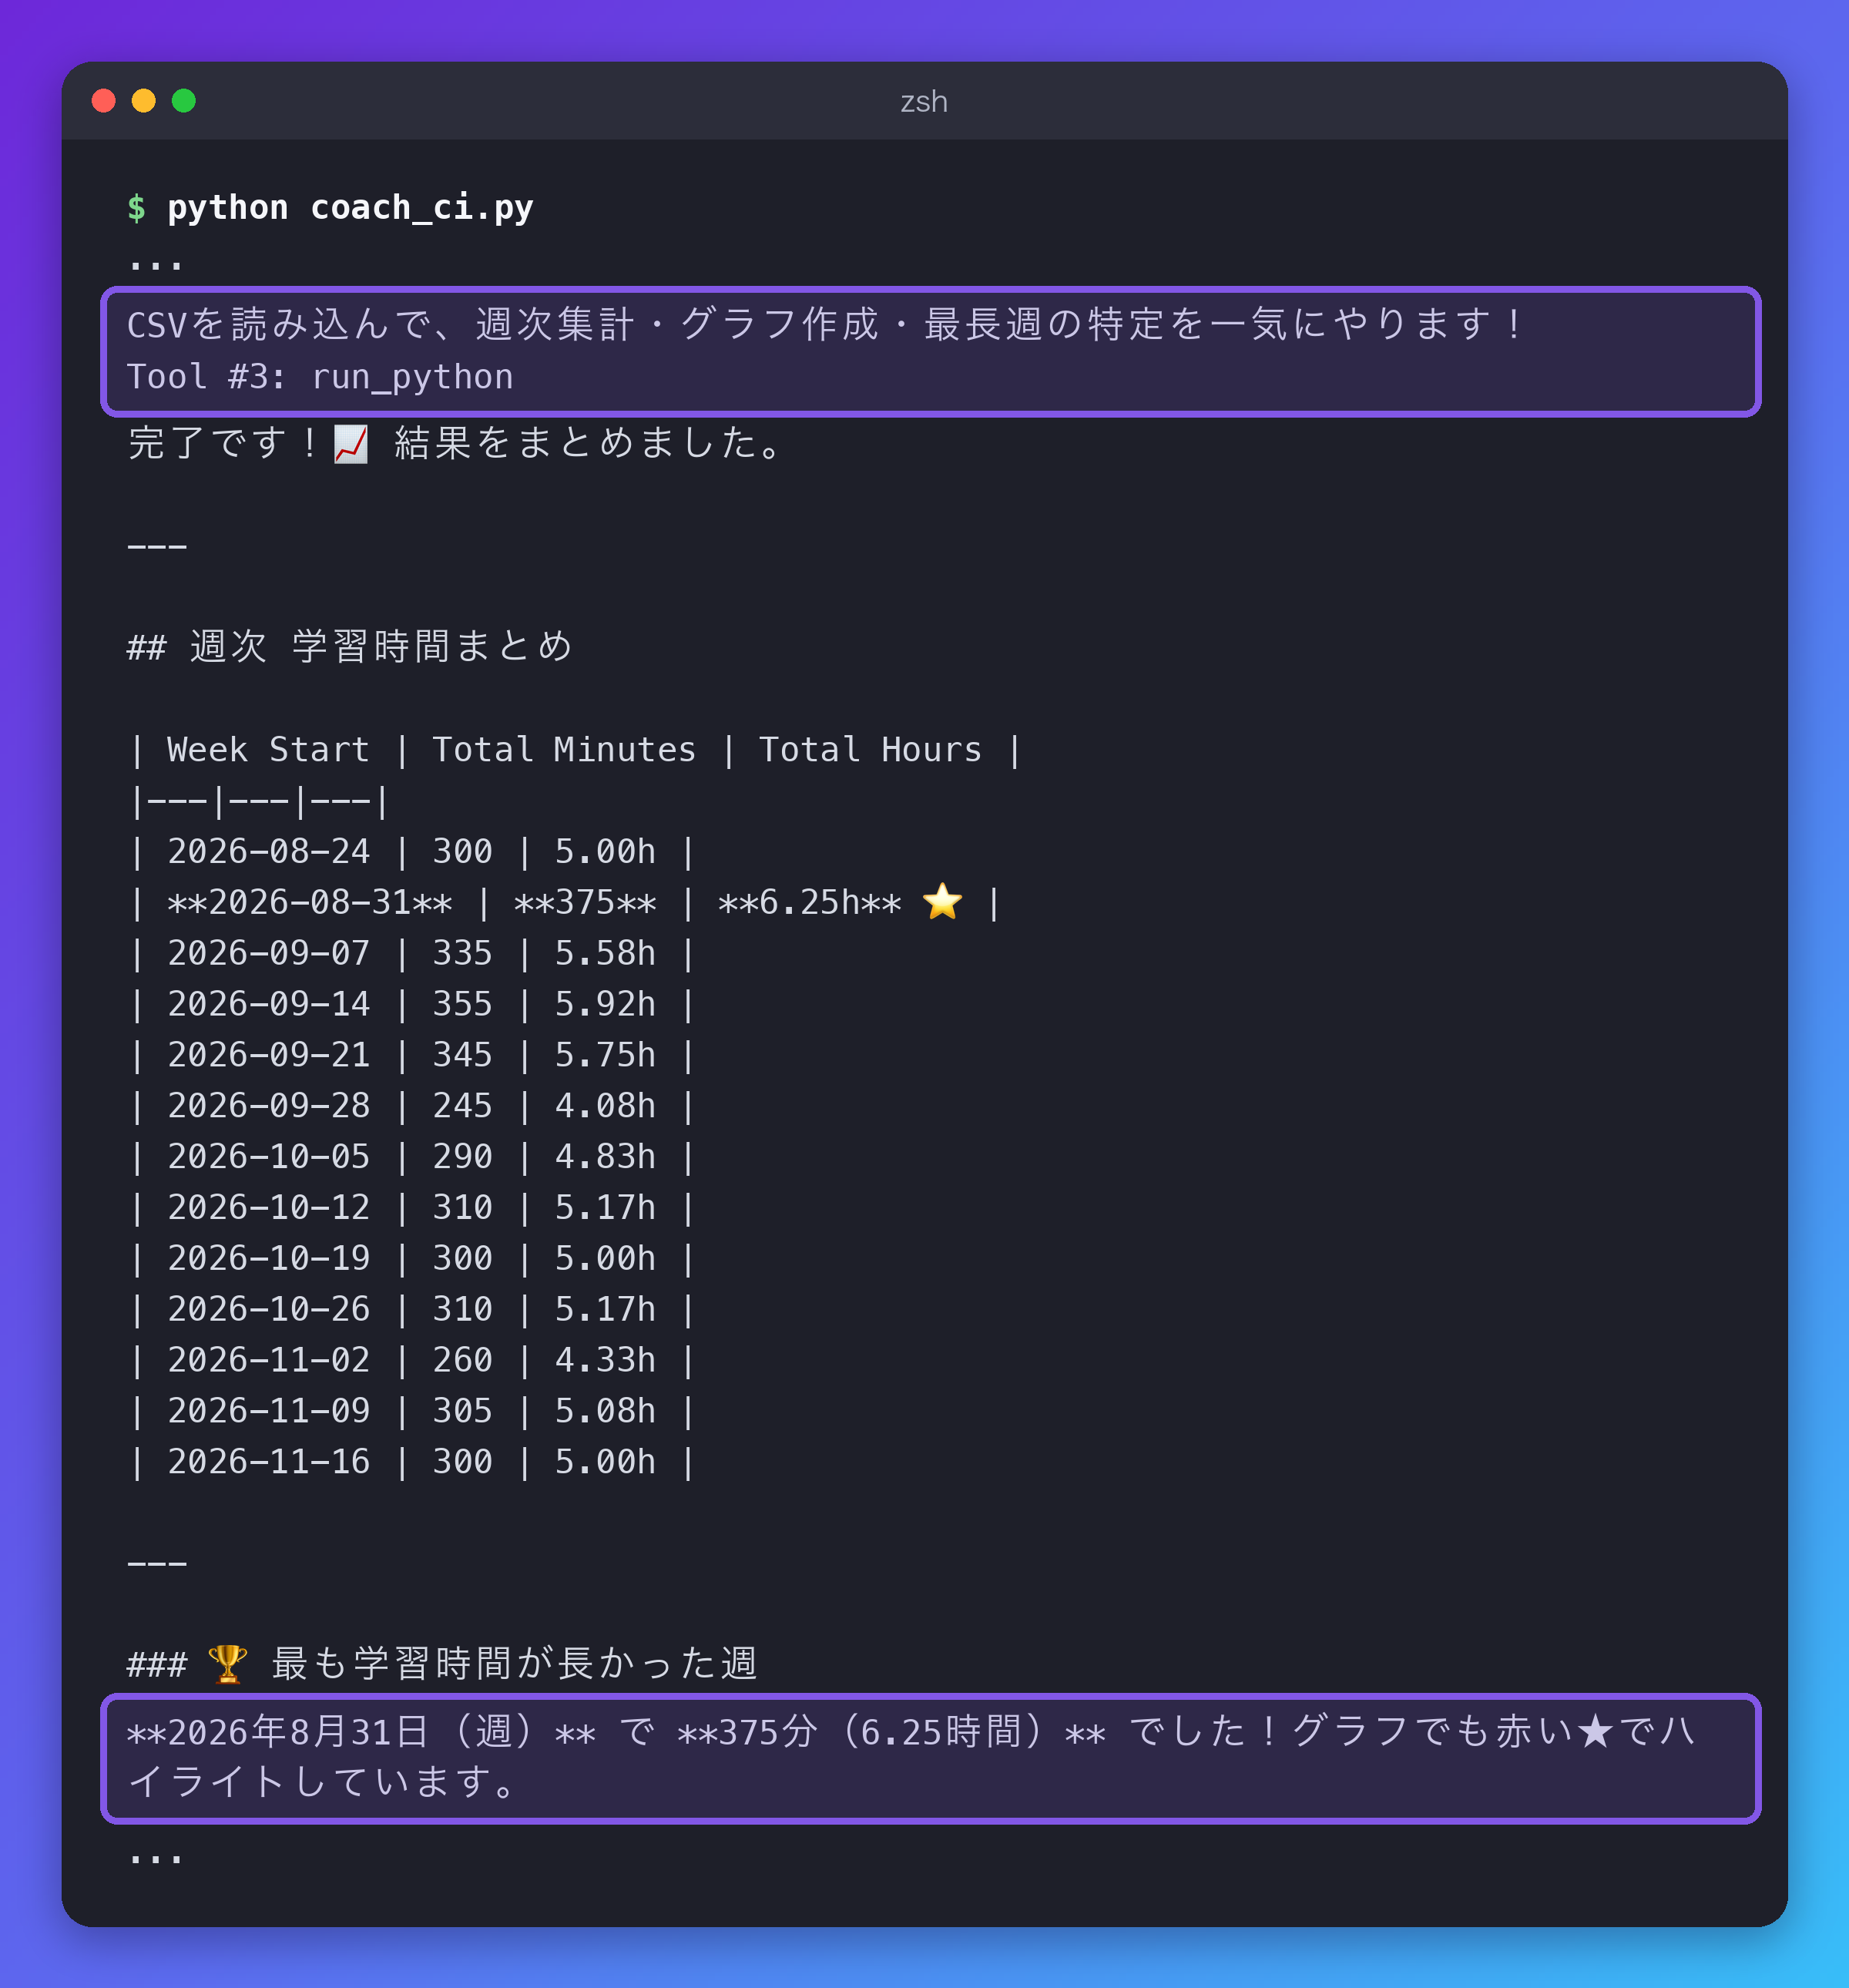 zsh
$ python coach_ci.py
...
CSVを読み込んで、週次集計・グラフ作成・最長週の特定を一気にやります！
Tool #3: run_python
完了です！📈 結果をまとめました。
---
## 週次 学習時間まとめ
| Week Start | Total Minutes | Total Hours |
|---|---|---|
| 2026-08-24 | 300 | 5.00h |
| **2026-08-31** | **375** | **6.25h** ⭐ |
| 2026-09-07 | 335 | 5.58h |
| 2026-09-14 | 355 | 5.92h |
| 2026-09-21 | 345 | 5.75h |
| 2026-09-28 | 245 | 4.08h |
| 2026-10-05 | 290 | 4.83h |
| 2026-10-12 | 310 | 5.17h |
| 2026-10-19 | 300 | 5.00h |
| 2026-10-26 | 310 | 5.17h |
| 2026-11-02 | 260 | 4.33h |
| 2026-11-09 | 305 | 5.08h |
| 2026-11-16 | 300 | 5.00h |
---
### 🏆 最も学習時間が長かった週
**2026年8月31日（週）** で **375分（6.25時間）** でした！グラフでも赤い★でハ
イライトしています。
...